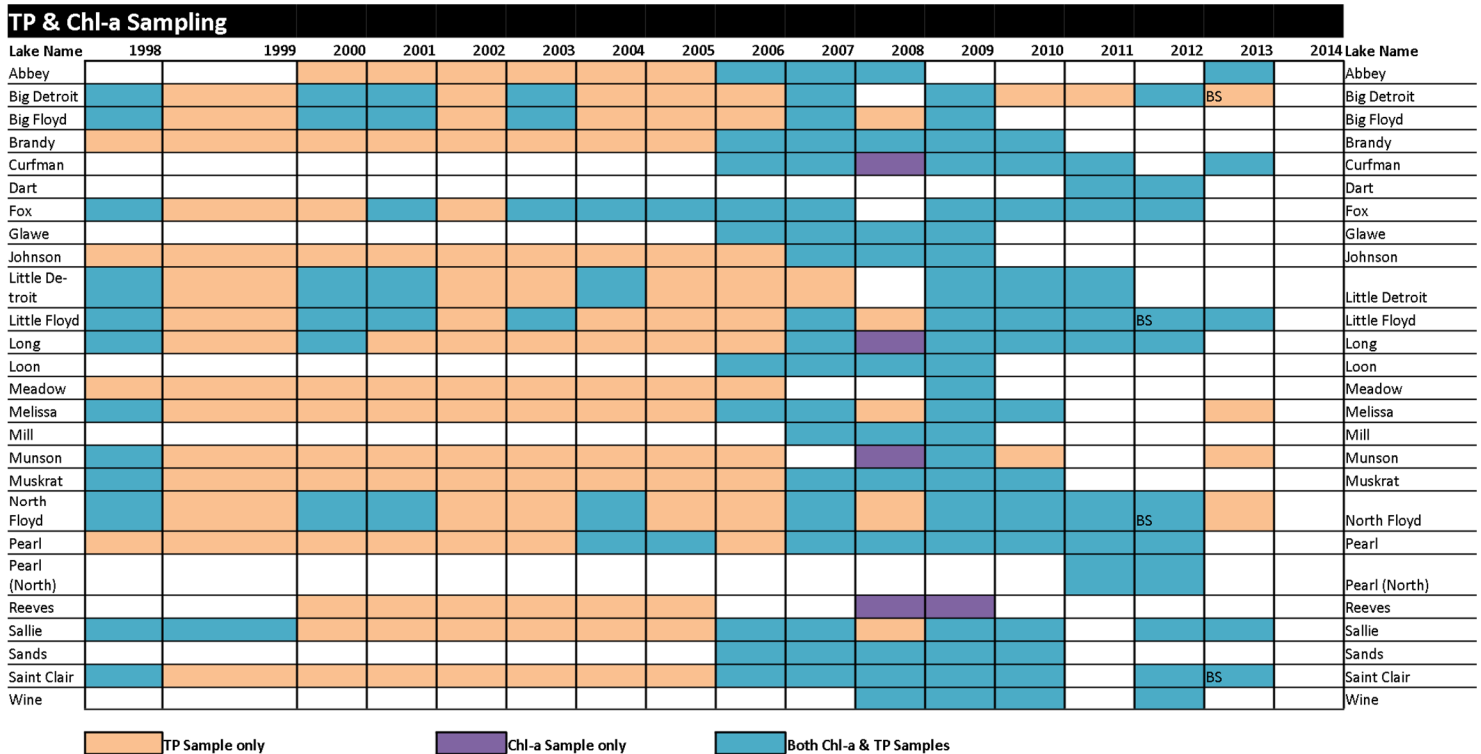 TP & Chl-a Sampling
Lake Name 1998 1999 2000 2001 2002 2003 2004 2005 2006 2007 2008 2009 2010 2011 2012 2013 2014 Lake Name
Abbey Abbey
Big Detroit BS Big Detroit
Big Floyd Big Floyd
Brandy Brandy
Curfman Curfman
Dart Dart
Fox Fox
Glawe Glawe
Johnson Johnson
Little De-
troit Little Detroit
Little Floyd BS Little Floyd
Long Long
Loon Loon
Meadow Meadow
Melissa Melissa
Mill Mill
Munson Munson
Muskrat Muskrat
North
Floyd BS North Floyd
Pearl Pearl
Pearl
(North) Pearl (North)
Reeves Reeves
Sallie Sallie
Sands Sands
Saint Clair BS Saint Clair
Wine Wine
TP Sample only Chl-a Sample only Both Chl-a & TP Samples